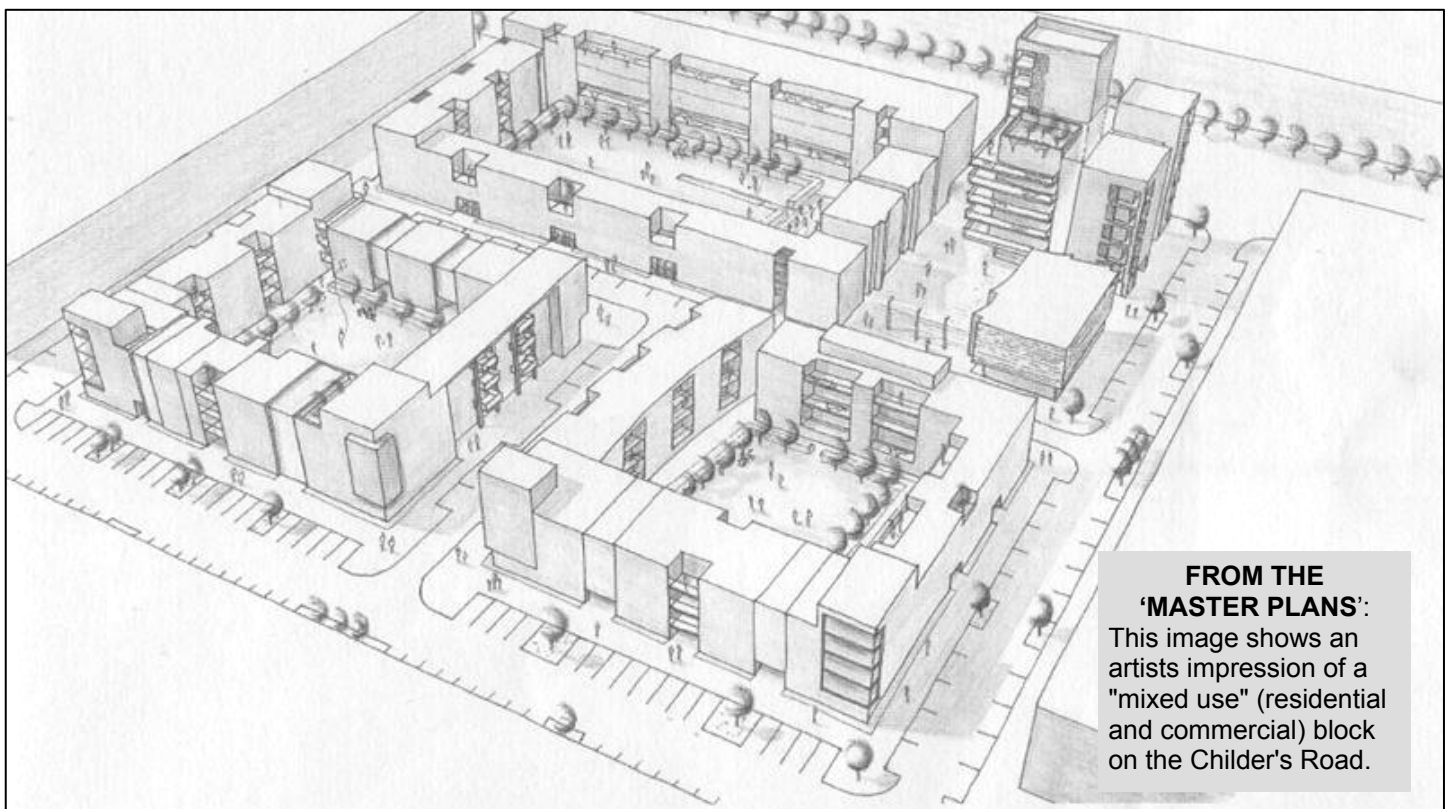 FROM THE
‘MASTER PLANS’:
This image shows an
artists impression of a
"mixed use" (residential
and commercial) block
on the Childer's Road.